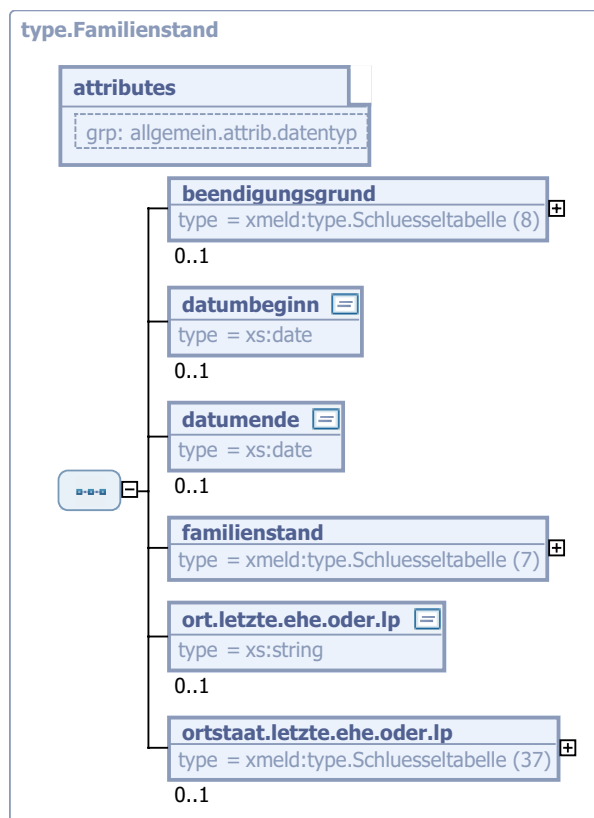 type.Familienstand
attributes
grp: allgemein.attrib.datentyp
beendigungsgrund
type = xmeld:type.Schluesseltabelle (8)
0..1
datumbeginn
type = xs:date
0..1
datumende
type = xs:date
0..1
familienstand
type = xmeld:type.Schluesseltabelle (7)
ort.letzte.ehe.oder.lp
type = xs:string
0..1
ortstaat.letzte.ehe.oder.lp
type = xmeld:type.Schluesseltabelle (37)
0..1